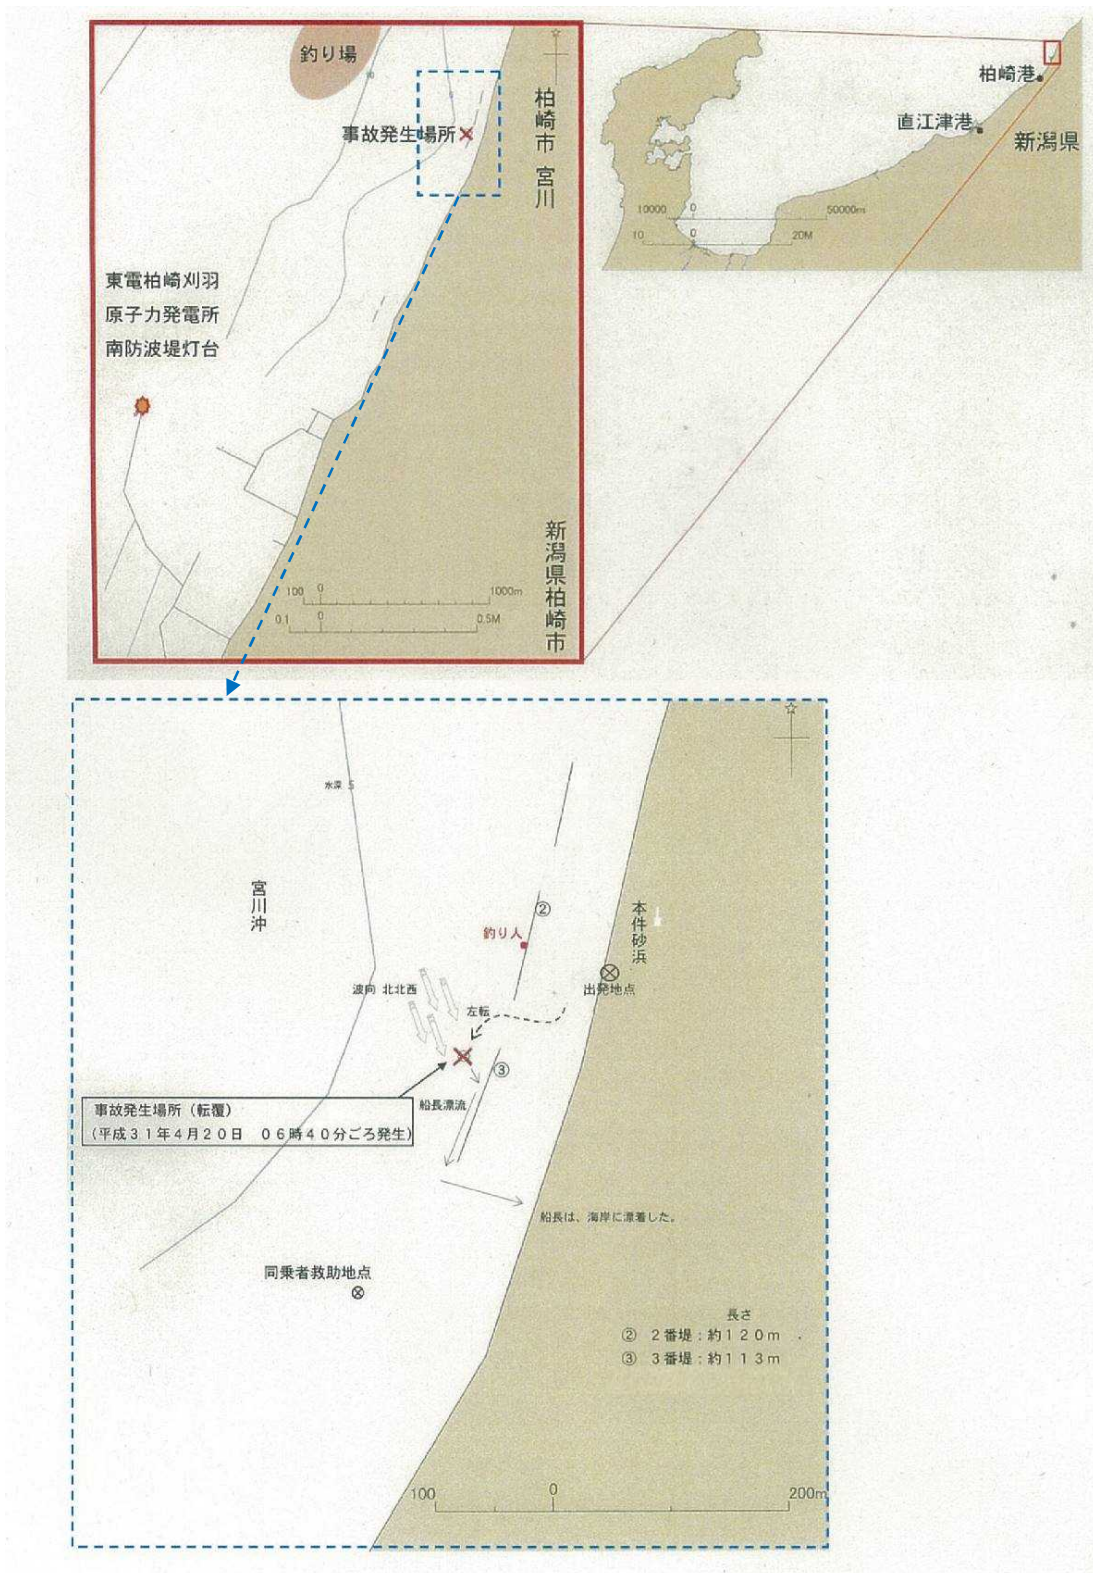 釣り場
10
5
事故発生場所
柏崎市 宮川
東電柏崎刈羽
原子力発電所
南防波堤灯台
新潟県柏崎市
100 0 1000m
0.1 0 0.5M
柏崎港
直江津港
新潟県
10000 0 50000m
10 0 20M
水深 5
宮川沖
②
釣り人
本件砂浜
波向 北北西
出発地点
左転
③
船長漂流
事故発生場所（転覆）
（平成31年4月20日 06時40分ごろ発生）
船長は、海岸に漂着した。
同乗者救助地点
長さ
② 2番堤：約120m
③ 3番堤：約113m
100 0 200m